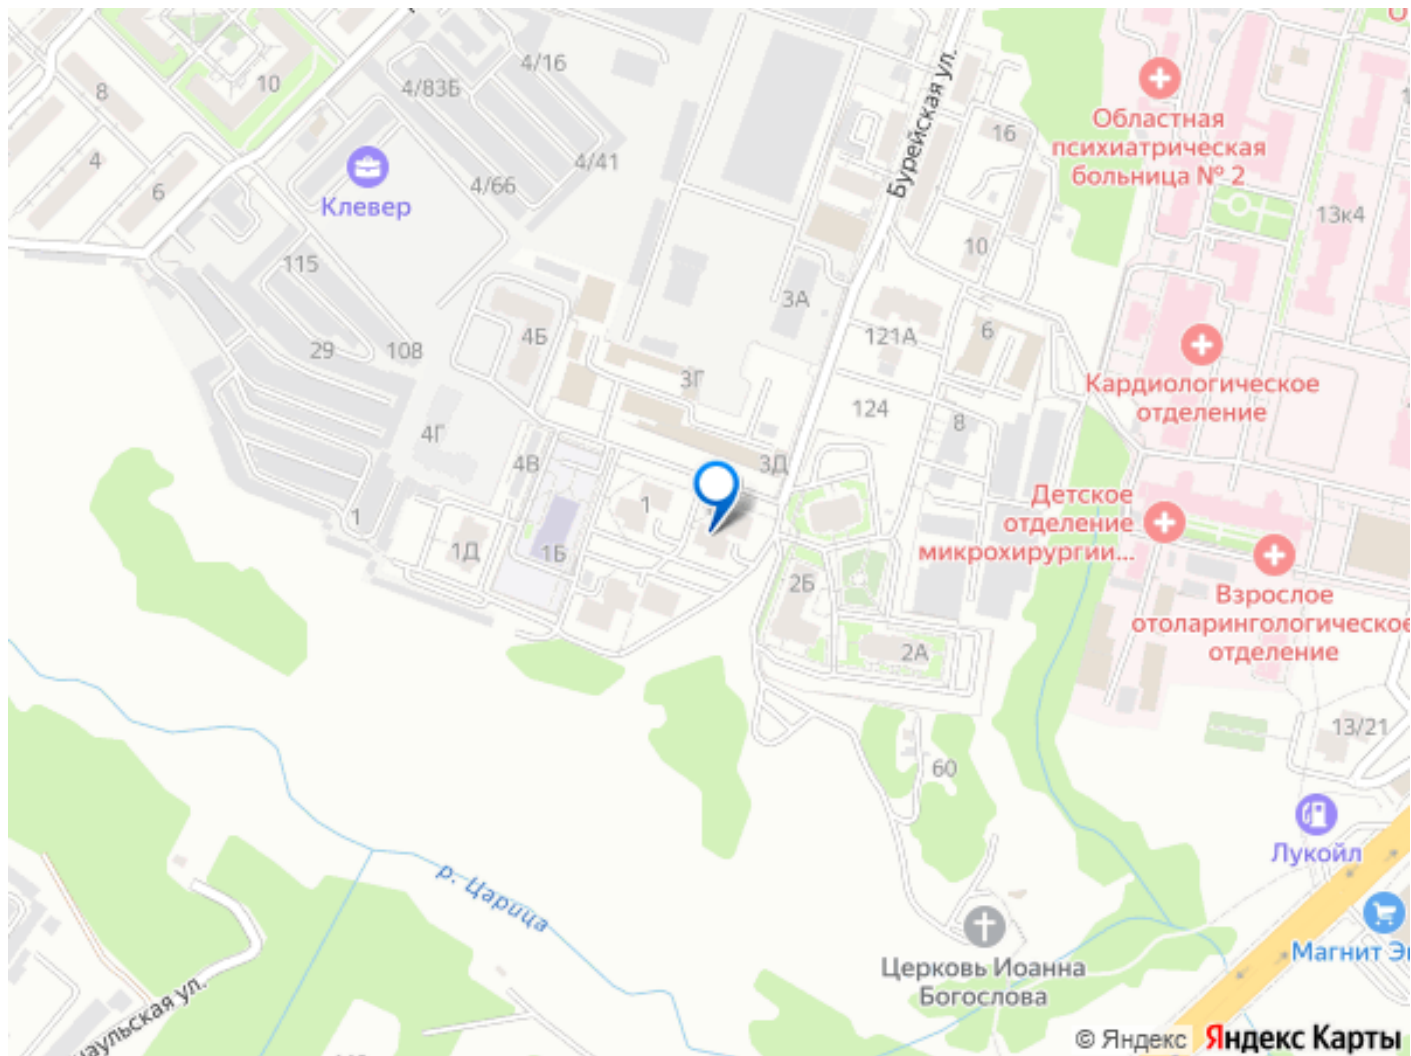 4/16
4/83Б
10
8
4
6
4/41
4/66
Клевер
115
29
108
4Б
4Г
4В
1
1Д
1Б
1
3Г
3Д
3А
Бурейская ул.
16
10
121А
6
124
8
2Б
2А
60
Областная
психиатрическая
больница № 2
13к4
Кардиологическое
отделение
Детское
отделение
микрохирургии...
Взрослое
отоларингологическое
отделение
13/21
Лукойл
Магнит Э
р. Царица
Церковь Иоанна
Богослова
наульская ул.
© Яндекс Яндекс Карты